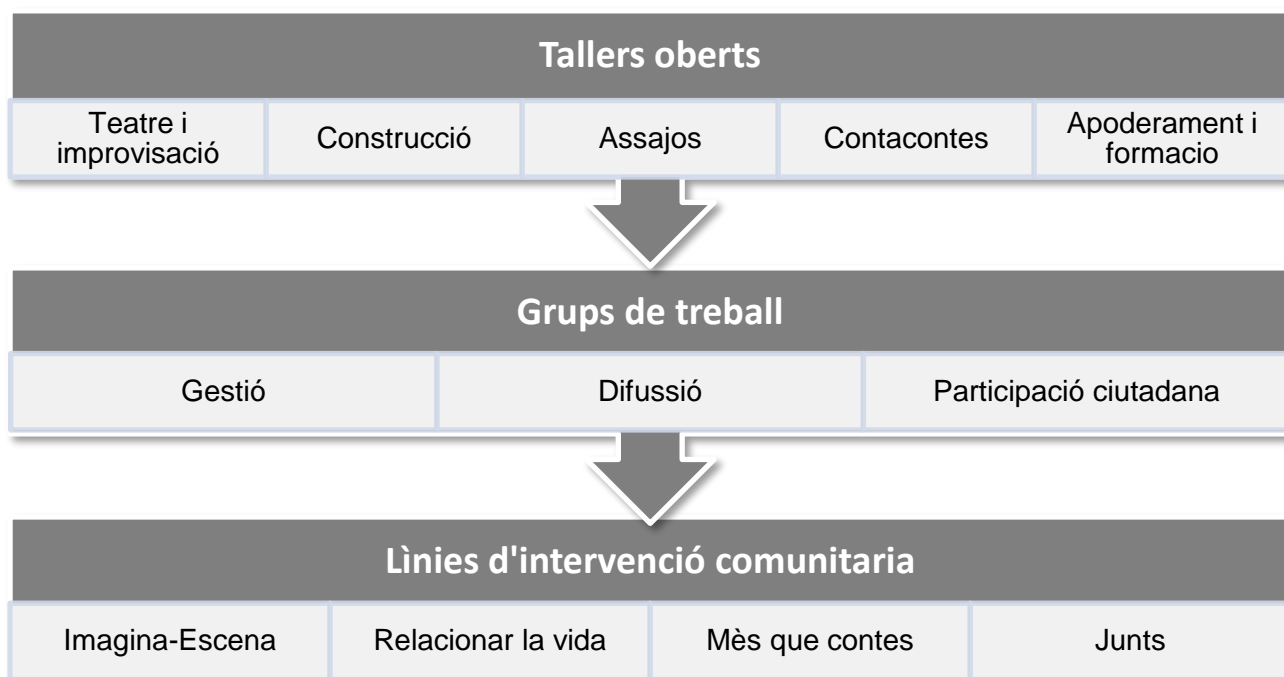 Tallers oberts
Teatre i
improvisació
Construcció
Assajos
Contacontes
Apoderament i
formacio
Grups de treball
Gestió
Difussió
Participació ciutadana
Lìnies d'intervenció comunitaria
Imagina-Escena
Relacionar la vida
Mès que contes
Junts